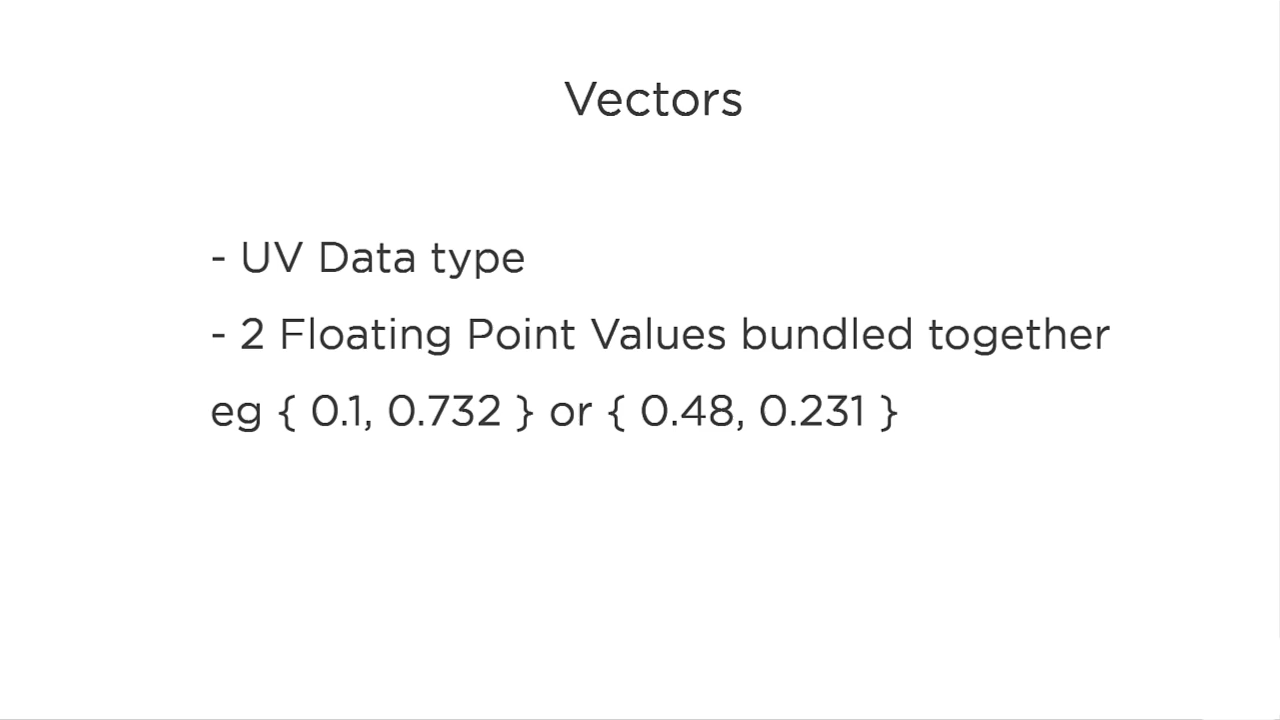 Vectors
- UV Data type
- 2 Floating Point Values bundled together
eg { 0.1, 0.732 } or { 0.48, 0.231 }